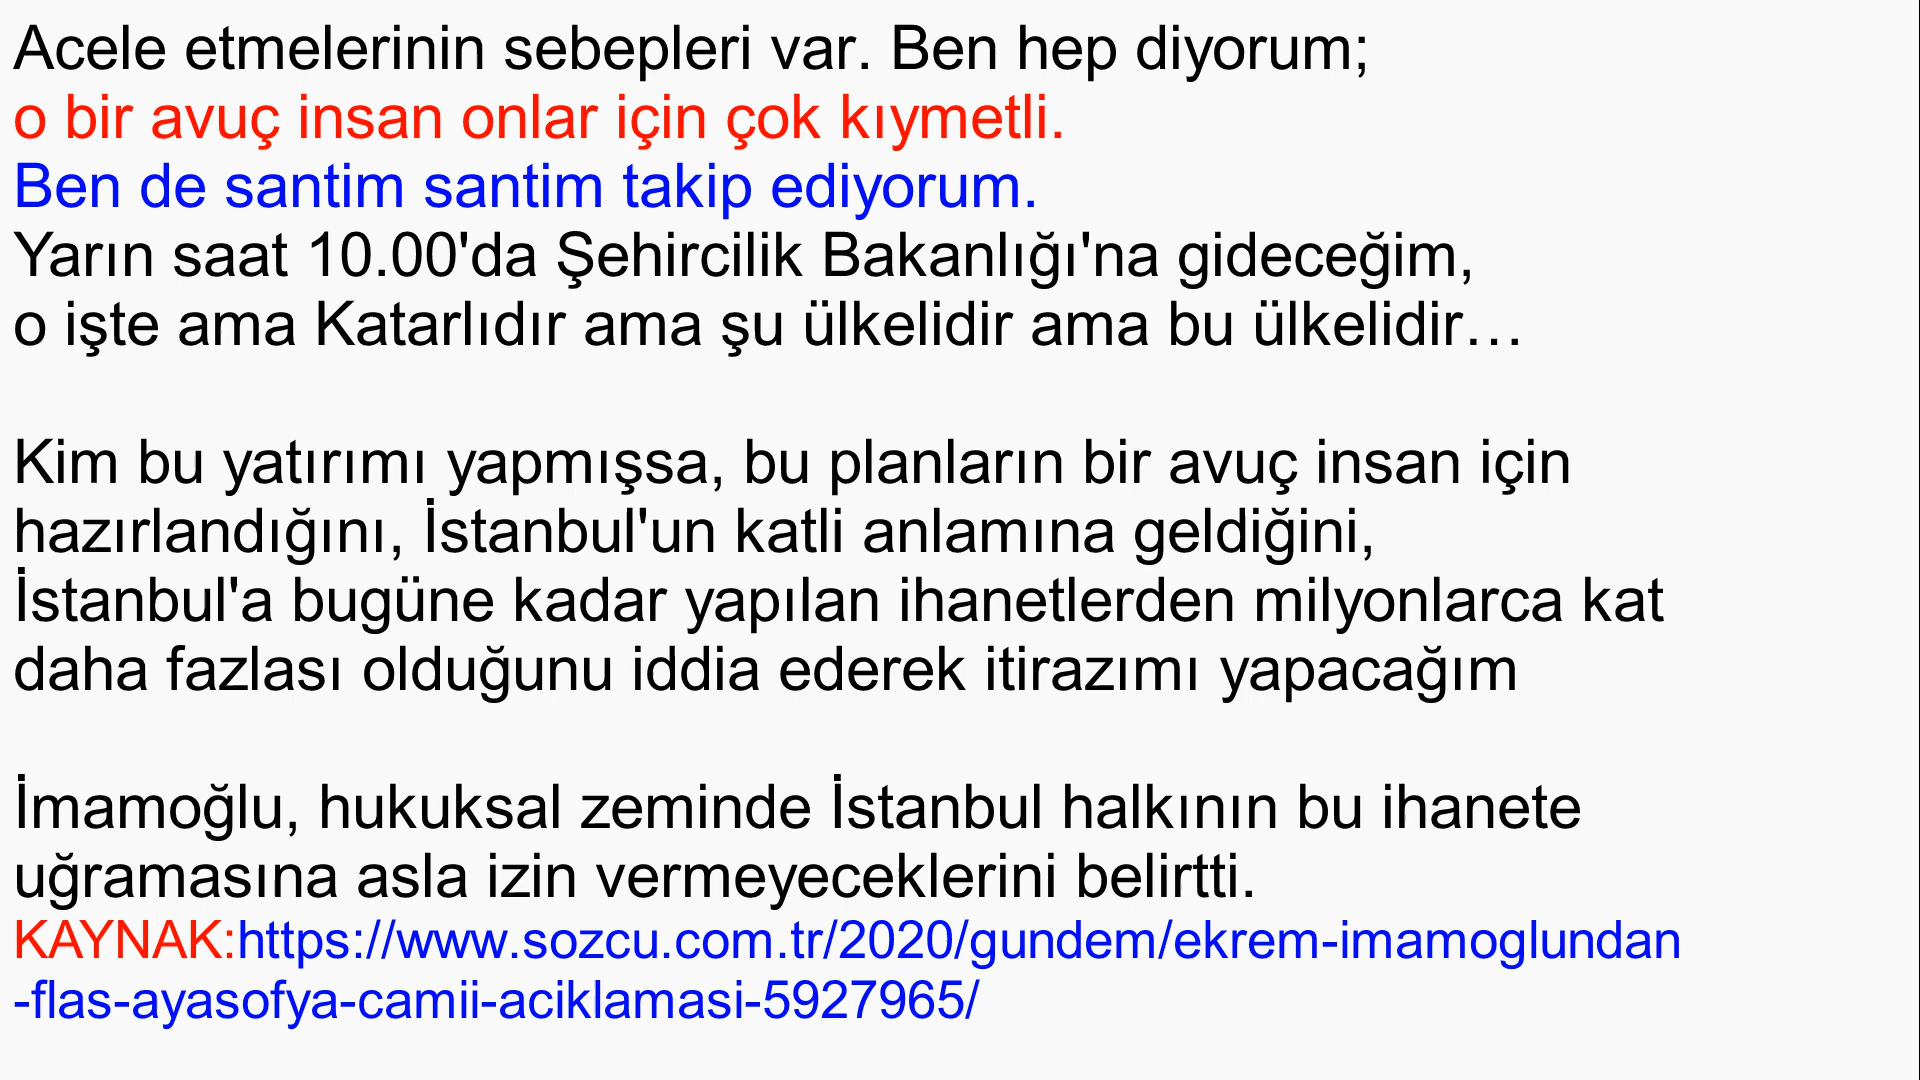 Acele etmelerinin sebepleri var. Ben hep diyorum;
o bir avuç insan onlar için çok kıymetli.
Ben de santim santim takip ediyorum.
Yarın saat 10.00'da Şehircilik Bakanlığı'na gideceğim,
o işte ama Katarlıdır ama şu ülkelidir ama bu ülkelidir…
Kim bu yatırımı yapmışsa, bu planların bir avuç insan için
hazırlandığını, İstanbul'un katli anlamına geldiğini,
İstanbul'a bugüne kadar yapılan ihanetlerden milyonlarca kat
daha fazlası olduğunu iddia ederek itirazımı yapacağım
İmamoğlu, hukuksal zeminde İstanbul halkının bu ihanete
uğramasına asla izin vermeyeceklerini belirtti.
KAYNAK:https://www.sozcu.com.tr/2020/gundem/ekrem-imamoglundan
-flas-ayasofya-camii-aciklamasi-5927965/